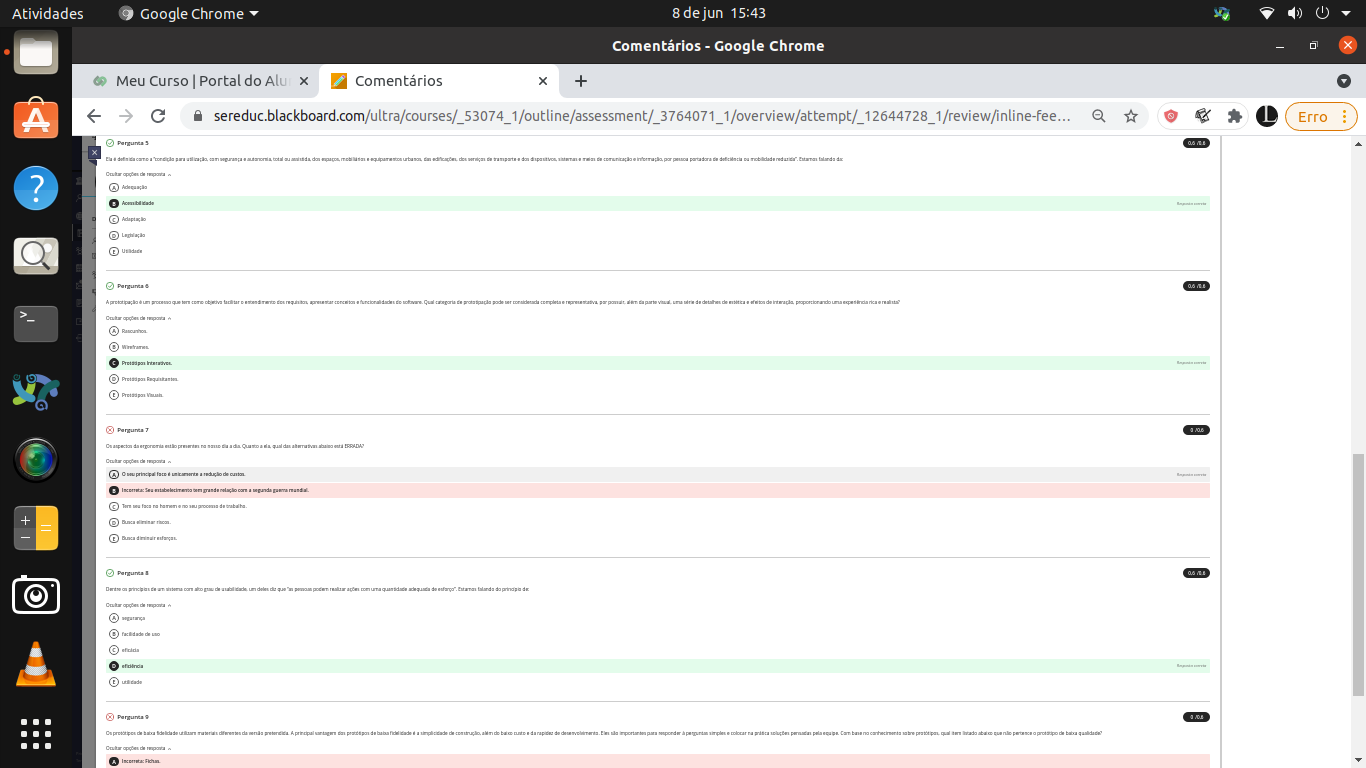 Atividades
Google Chrome
8 de jun 15:43
Comentários - Google Chrome
Meu Curso | Portal do Alu
Comentários
sereduc.blackboard.com/ultra/courses/_53074_1/outline/assessment/_3764071_1/overview/attempt/_12644728_1/review/inline-fee...
Erro
Pergunta 5
0,6 /0,6
Ela é definida como a "condição para utilização, com segurança e autonomia, total ou assistida, dos espaços, mobiliários e equipamentos urbanos, das edificações, dos serviços de transporte e dos dispositivos, sistemas e meios de comunicação e informação, por pessoa portadora de deficiência ou mobilidade reduzida". Estamos falando da:
Ocultar opções de resposta
A Adequação
B Acessibilidade
Resposta correta
C Adaptação
D Legislação
E Utilidade
Pergunta 6
0,6 /0,6
A prototipação é um processo que tem como objetivo facilitar o entendimento dos requisitos, apresentar conceitos e funcionalidades do software. Qual categoria de prototipação pode ser considerada completa e representativa, por possuir, além da parte visual, uma série de detalhes de estética e efeitos de interação, proporcionando uma experiência rica e realista?
Ocultar opções de resposta
A Rascunhos.
B Wireframes.
C Protótipos Interativos.
Resposta correta
D Protótipos Requisitantes.
E Protótipos Visuais.
Pergunta 7
0 /0,6
Os aspectos da ergonomia estão presentes no nosso dia a dia. Quanto a ela, qual das alternativas abaixo está ERRADA?
Ocultar opções de resposta
A O seu principal foco é unicamente a redução de custos.
Resposta correta
B Incorreta: Seu estabelecimento tem grande relação com a segunda guerra mundial.
C Tem seu foco no homem e no seu processo de trabalho.
D Busca eliminar riscos.
E Busca diminuir esforços.
Pergunta 8
0,6 /0,6
Dentre os princípios de um sistema com alto grau de usabilidade, um deles diz que "as pessoas podem realizar ações com uma quantidade adequada de esforço". Estamos falando do princípio de:
Ocultar opções de resposta
A segurança
B facilidade de uso
C eficácia
D eficiência
Resposta correta
E utilidade
Pergunta 9
0 /0,6
Os protótipos de baixa fidelidade utilizam materiais diferentes da versão pretendida. A principal vantagem dos protótipos de baixa fidelidade é a simplicidade de construção, além do baixo custo e da rapidez de desenvolvimento. Eles são importantes para responder à perguntas simples e colocar na prática soluções pensadas pela equipe. Com base no conhecimento sobre protótipos, qual item listado abaixo que não pertence o protótipo de baixa qualidade?
Ocultar opções de resposta
A Incorreta: Fichas.